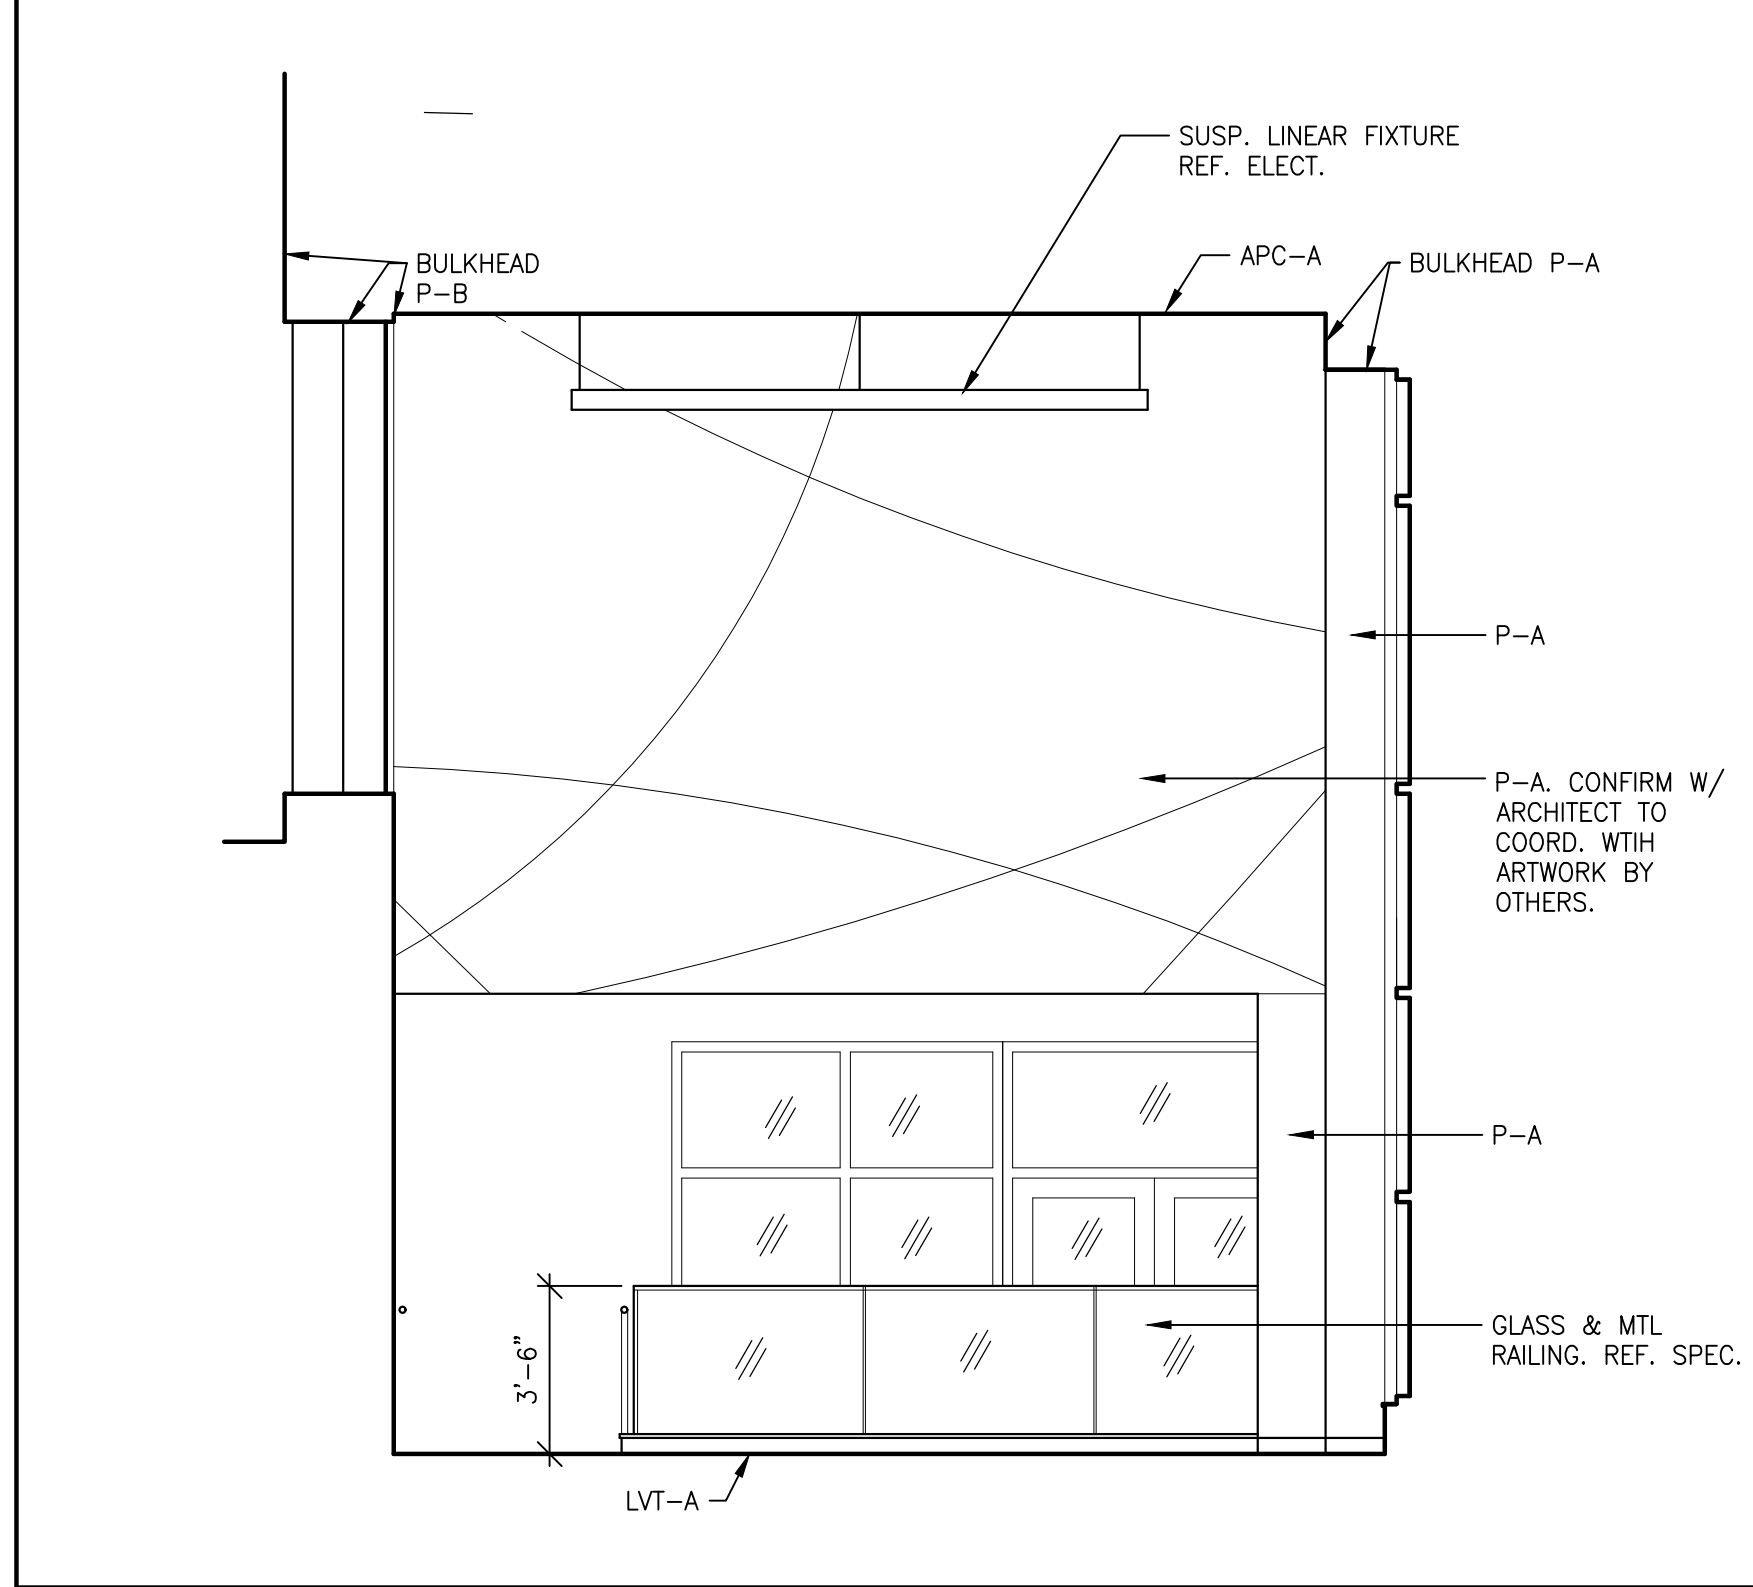 SUSP. LINEAR FIXTURE
REF. ELECT.
BULKHEAD
P-B
APC-A
BULKHEAD P-A
P-A
P-A. CONFIRM W/
ARCHITECT TO
COORD. WTIH
ARTWORK BY
OTHERS.
P-A
GLASS & MTL
RAILING. REF. SPEC.
3'-6"
LVT-A